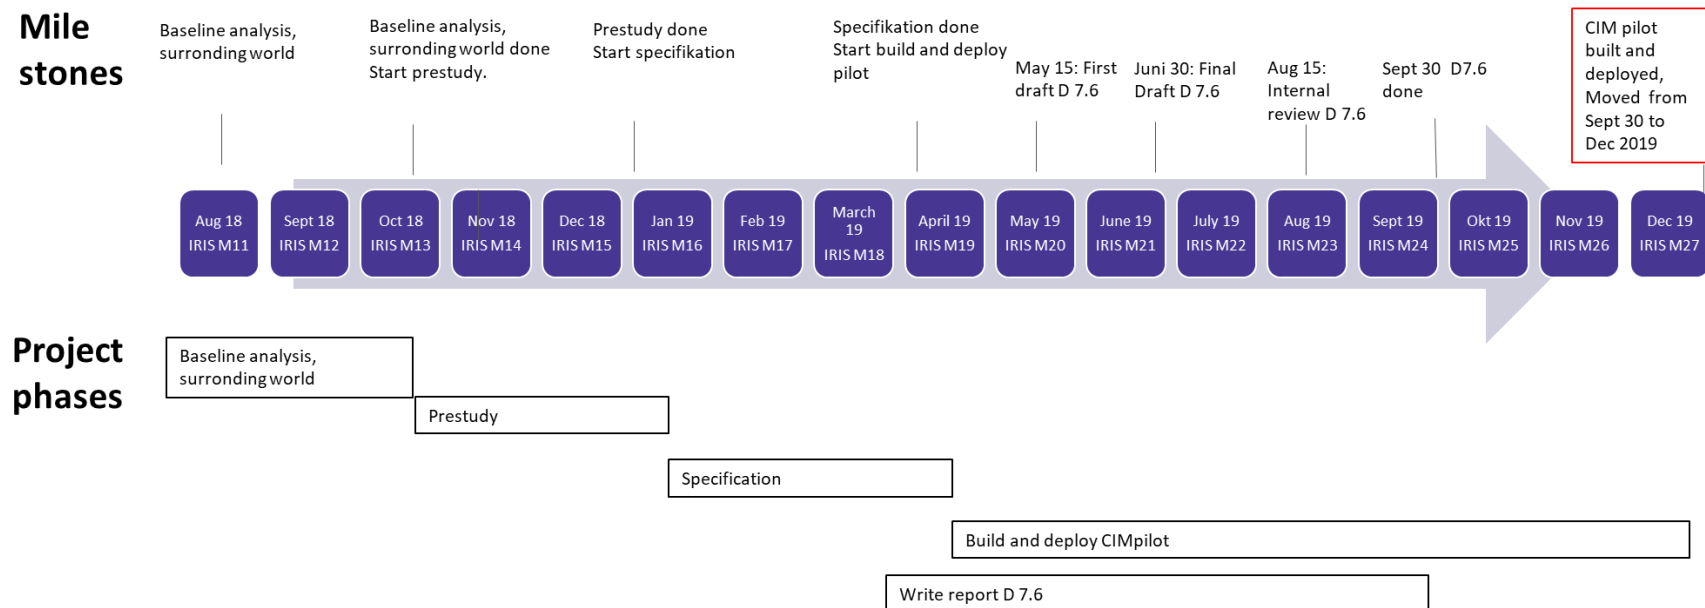 Mile
stones
Baseline analysis,
surronding world
Baseline analysis,
surronding world done
Start prestudy.
Prestudy done
Start specifikation
Specifikation done
Start build and deploy
pilot
May 15: First
draft D 7.6
Juni 30: Final
Draft D 7.6
Aug 15:
Internal
review D 7.6
Sept 30 D7.6
done
CIM pilot
built and
deployed,
Moved from
Sept 30 to
Dec 2019
Aug 18
IRIS M11
Sept 18
IRIS M12
Oct 18
IRIS M13
Nov 18
IRIS M14
Dec 18
IRIS M15
Jan 19
IRIS M16
Feb 19
IRIS M17
March
19
IRIS M18
April 19
IRIS M19
May 19
IRIS M20
June 19
IRIS M21
July 19
IRIS M22
Aug 19
IRIS M23
Sept 19
IRIS M24
Okt 19
IRIS M25
Nov 19
IRIS M26
Dec 19
IRIS M27
Project
phases
Baseline analysis,
surronding world
Prestudy
Specification
Build and deploy CIMpilot
Write report D 7.6